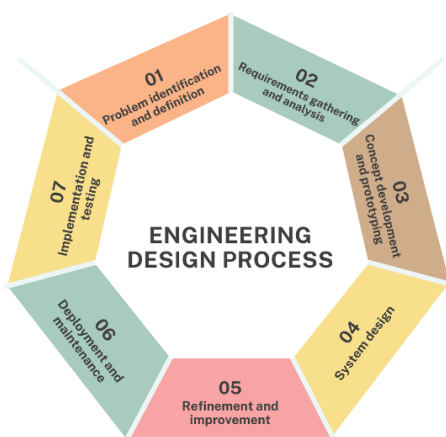 01
Problem identification
and definition
02
Requirements gathering
and analysis
03
Concept development
and prototyping
04
System design
05
Refinement and
improvement
06
Deployment and
maintenance
07
Implementation and
testing
ENGINEERING
DESIGN PROCESS